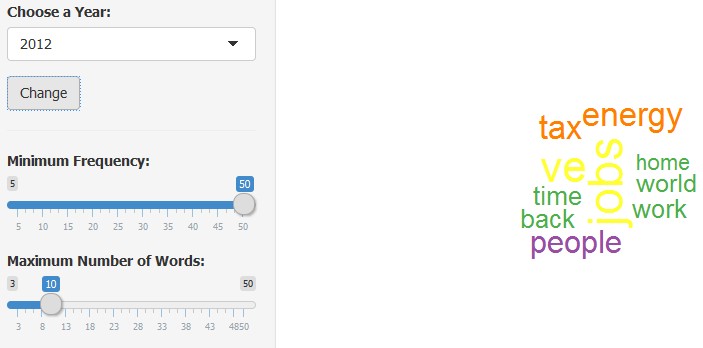 Choose a Year:
2012
Change
Minimum Frequency:
5 50
5 10 15 20 25 30 35 40 45 50
Maximum Number of Words:
3 10 50
3 8 13 18 23 28 33 38 43 4850
tax energy
ve jobs home
time world
back work
people